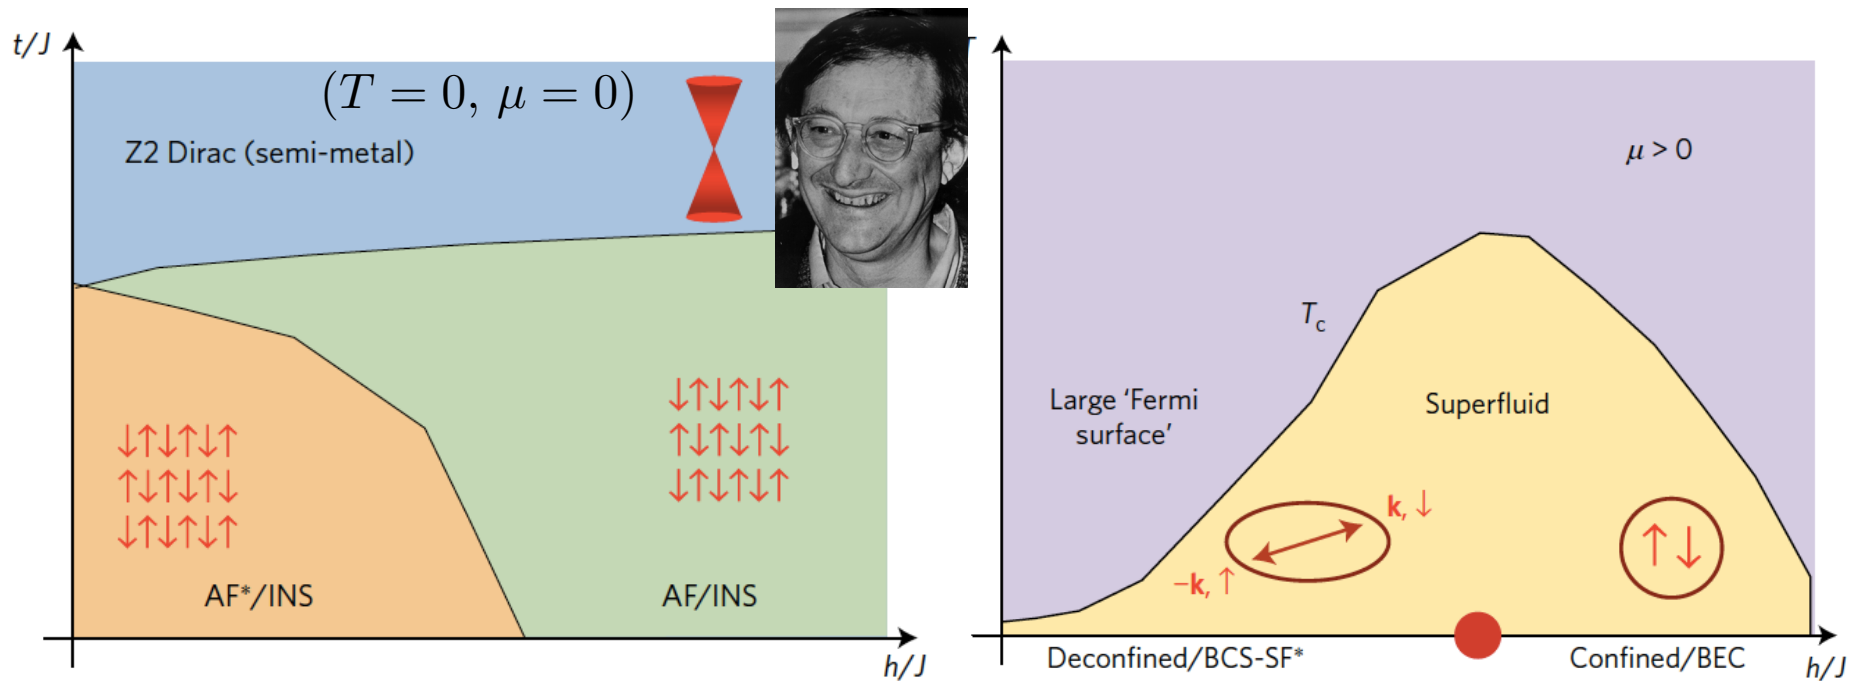 t/J
(T = 0, μ = 0)
Z2 Dirac (semi-metal)
↓↑↓↑↓↑
↑↓↑↓↑↓
↓↑↓↑↓↑
AF*/INS
↓↑↓↑↓↑
↑↓↑↓↑↓
↓↑↓↑↓↑
AF/INS
h/J
T
μ > 0
T_c
Large ‘Fermi
surface’
Superfluid
k, ↓
−k, ↑
↑↓
Deconfined/BCS-SF*
Confined/BEC
h/J